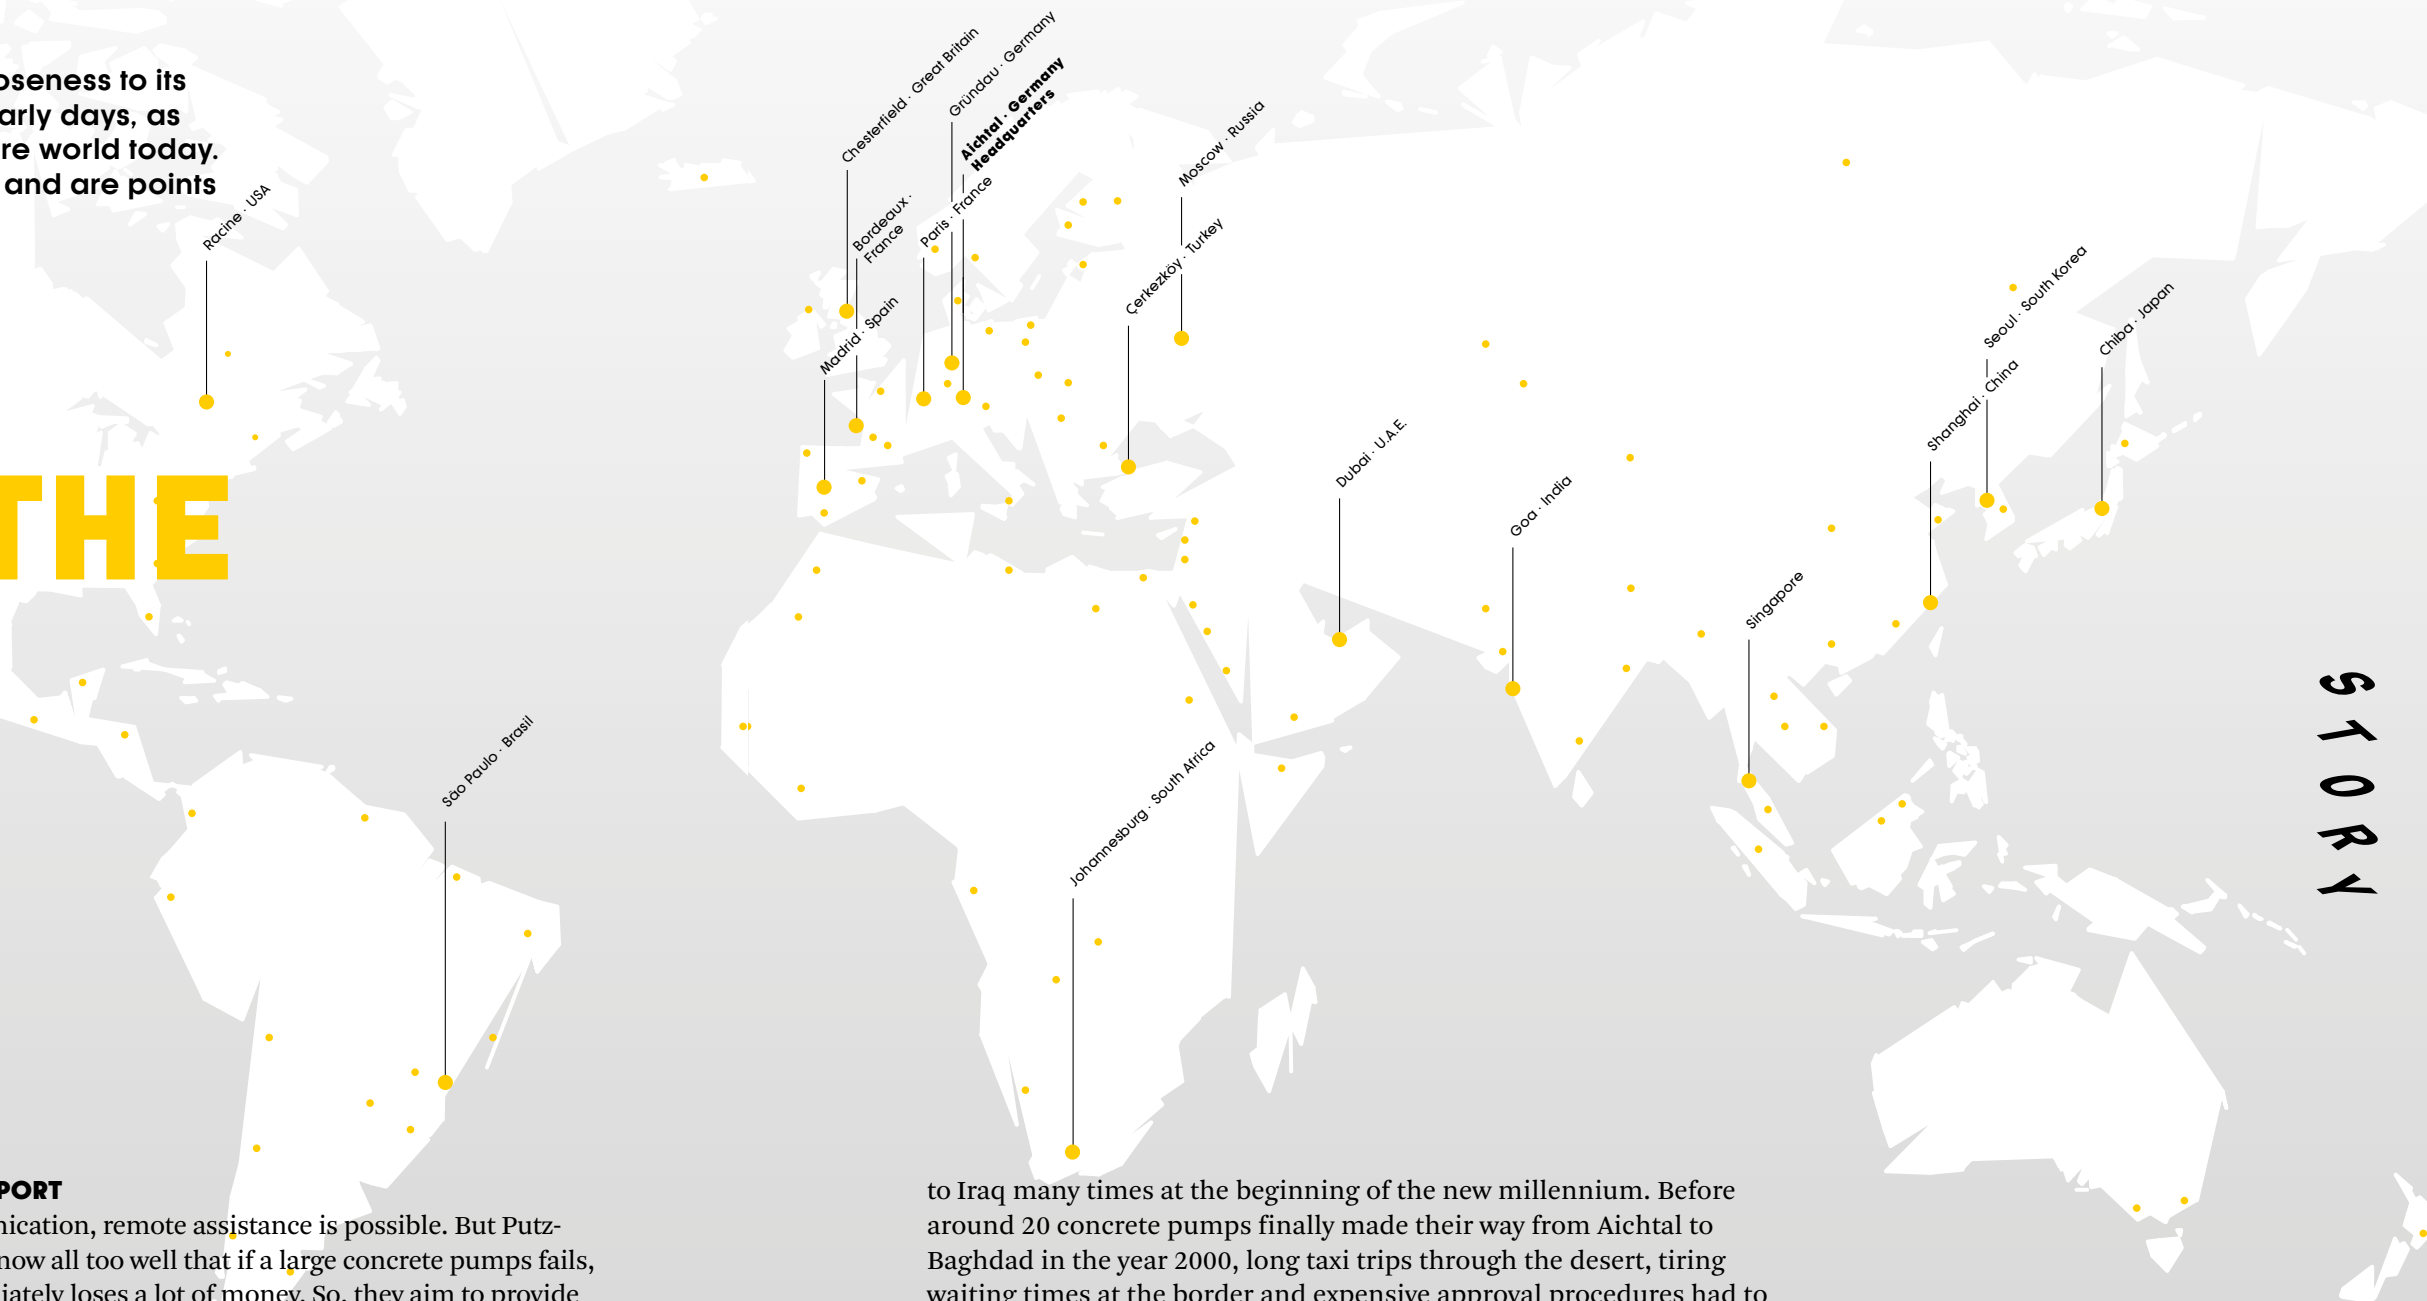 oseness to its
arly days, as
re world today.
and are points
Racine · USA
THE
São Paulo · Brasil
Chesterfield · Great Britain
Gründau · Germany
Aichtal · Germany
Headquarters
Bordeaux ·
France
Paris · France
Madrid · Spain
Moscow · Russia
Çerkezköy · Turkey
Dubai · U.A.E.
Goa · India
Singapore
Shanghai · China
Seoul · South Korea
Chiba · Japan
Johannesburg · South Africa
STORY
PORT
nication, remote assistance is possible. But Putz-
now all too well that if a large concrete pumps fails,
iately loses a lot of money. So, they aim to provide
to Iraq many times at the beginning of the new millennium. Before
around 20 concrete pumps finally made their way from Aichtal to
Baghdad in the year 2000, long taxi trips through the desert, tiring
waiting times at the border and expensive approval procedures had to